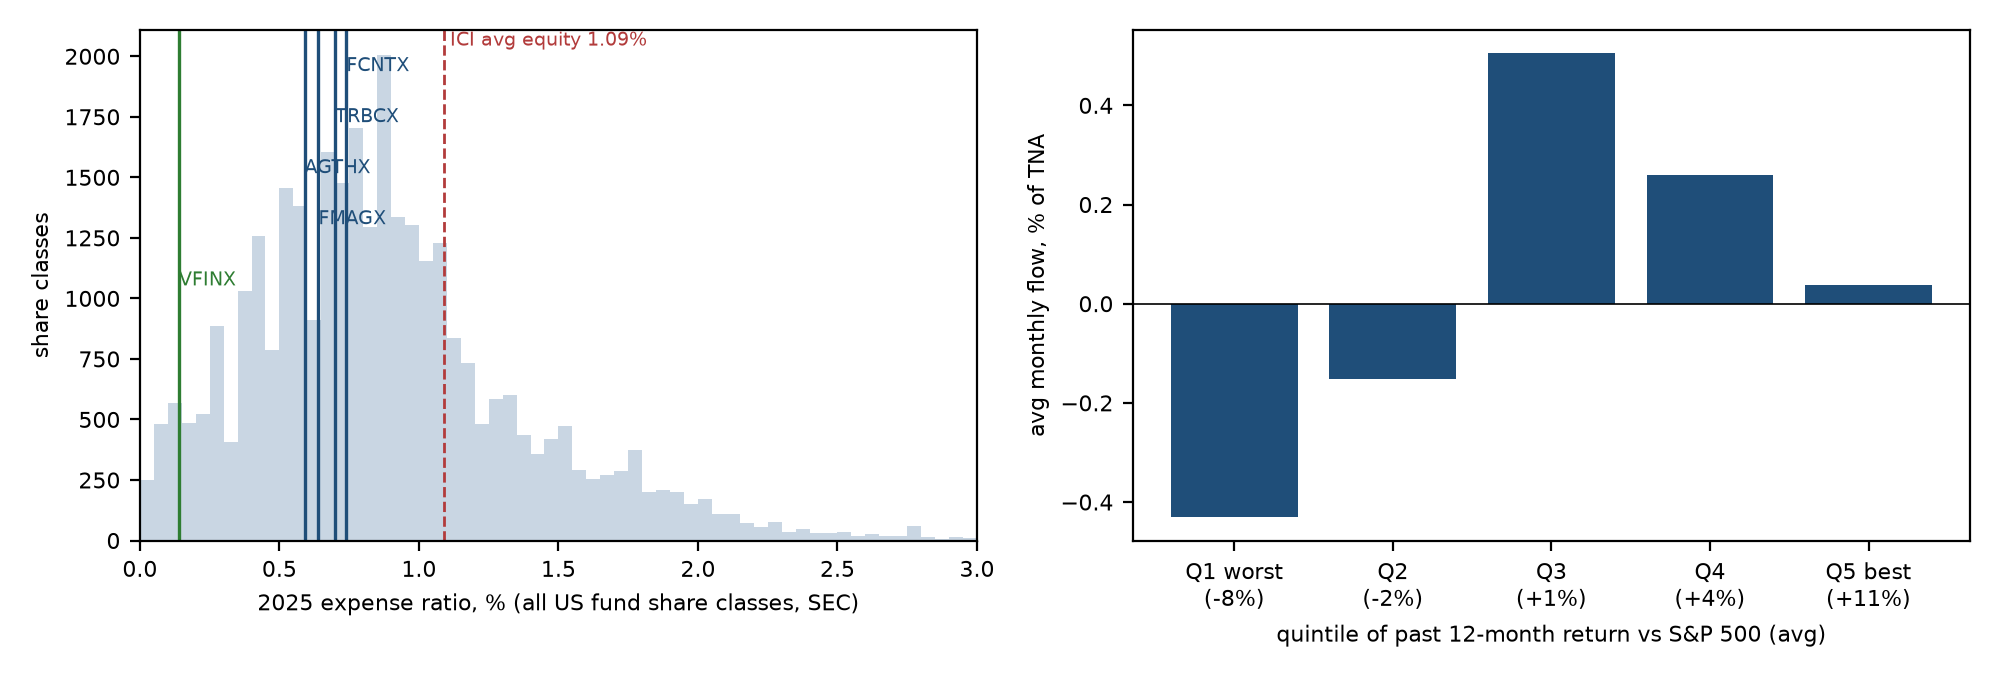 2000
1750
1500
1250
1000
750
500
250
0
share classes
ICI avg equity 1.09%
FCNTX
TRBCX
AGTHX
FMAGX
VFINX
0.0 0.5 1.0 1.5 2.0 2.5 3.0
2025 expense ratio, % (all US fund share classes, SEC)
0.4
0.2
0.0
−0.2
−0.4
avg monthly flow, % of TNA
Q1 worst Q2 Q3 Q4 Q5 best
(-8%) (-2%) (+1%) (+4%) (+11%)
quintile of past 12-month return vs S&P 500 (avg)